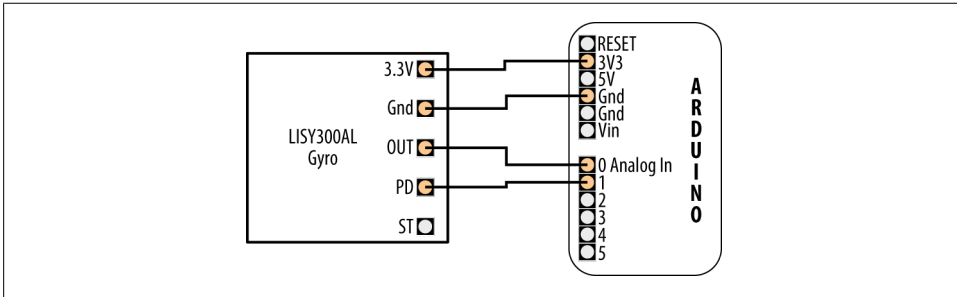 3.3V
Gnd
OUT
PD
ST
LISY300AL
Gyro
RESET
3V3
5V
Gnd
Gnd
Vin
0 Analog In
1
2
3
4
5
ARDUINO